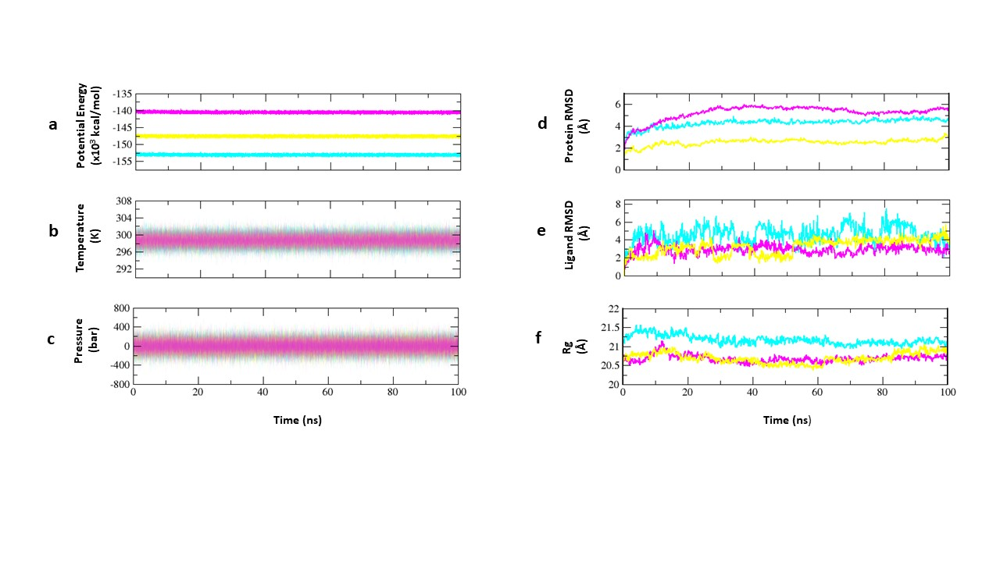 a
Potential Energy
(x10³ kcal/mol)
-135
-140
-145
-150
-155
b
Temperature
(K)
308
304
300
296
292
c
Pressure
(bar)
800
400
0
-400
-800
0 20 40 60 80 100
Time (ns)
d
Protein RMSD
(Å)
6
4
2
0
e
Ligand RMSD
(Å)
8
6
4
2
0
f
Rg
(Å)
22
21.5
21
20.5
20
0 20 40 60 80 100
Time (ns)